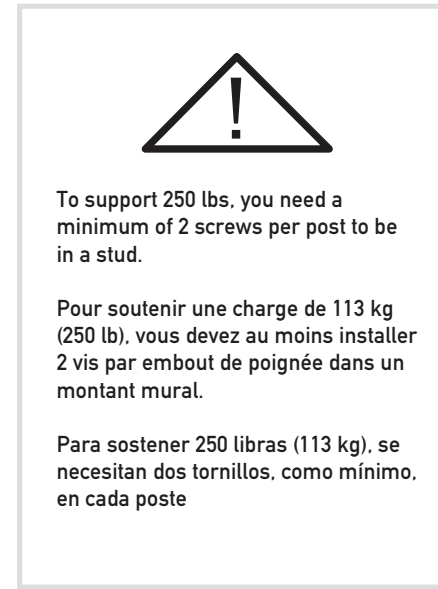 !
To support 250 lbs, you need a
minimum of 2 screws per post to be
in a stud.
Pour soutenir une charge de 113 kg
(250 lb), vous devez au moins installer
2 vis par embout de poignée dans un
montant mural.
Para sostener 250 libras (113 kg), se
necesitan dos tornillos, como mínimo,
en cada poste